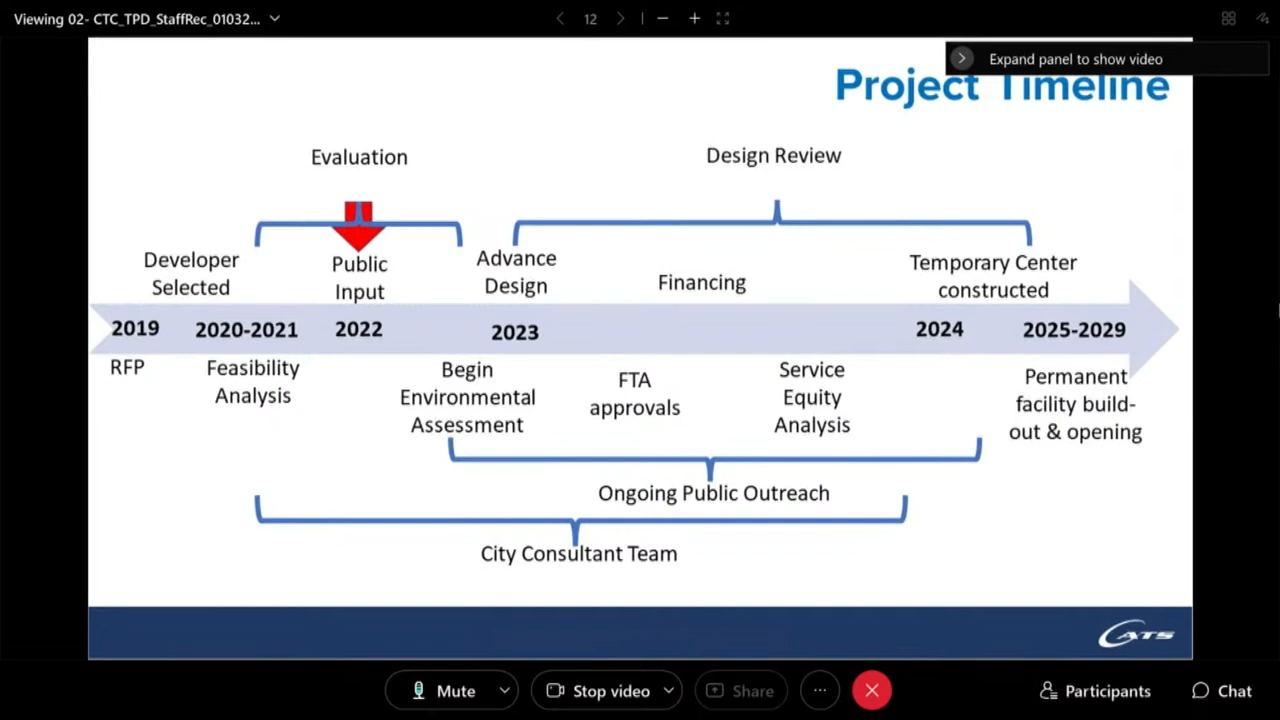 Viewing 02- CTC_TPD_StaffRec_01032...
12
Expand panel to show video
Project Timeline
Evaluation
Design Review
Developer
Selected
Public
Input
Advance
Design
Financing
Temporary Center
constructed
2019
2020-2021
2022
2023
2024
2025-2029
RFP
Feasibility
Analysis
Begin
Environmental
Assessment
FTA
approvals
Service
Equity
Analysis
Permanent
facility build-
out & opening
Ongoing Public Outreach
City Consultant Team
CATS
Mute
Stop video
Share
Participants
Chat